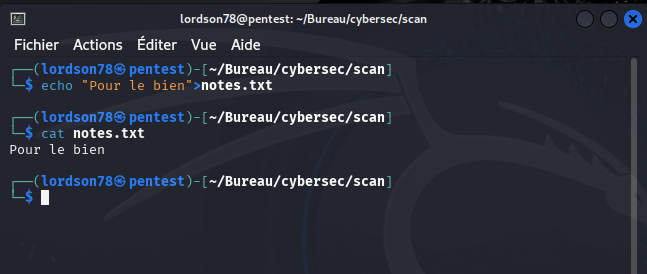 lordson78@pentest: ~/Bureau/cybersec/scan
Fichier Actions Éditer Vue Aide
┌──(lordson78㉿pentest)-[~/Bureau/cybersec/scan]
└─$ echo "Pour le bien">notes.txt
┌──(lordson78㉿pentest)-[~/Bureau/cybersec/scan]
└─$ cat notes.txt
Pour le bien
┌──(lordson78㉿pentest)-[~/Bureau/cybersec/scan]
└─$